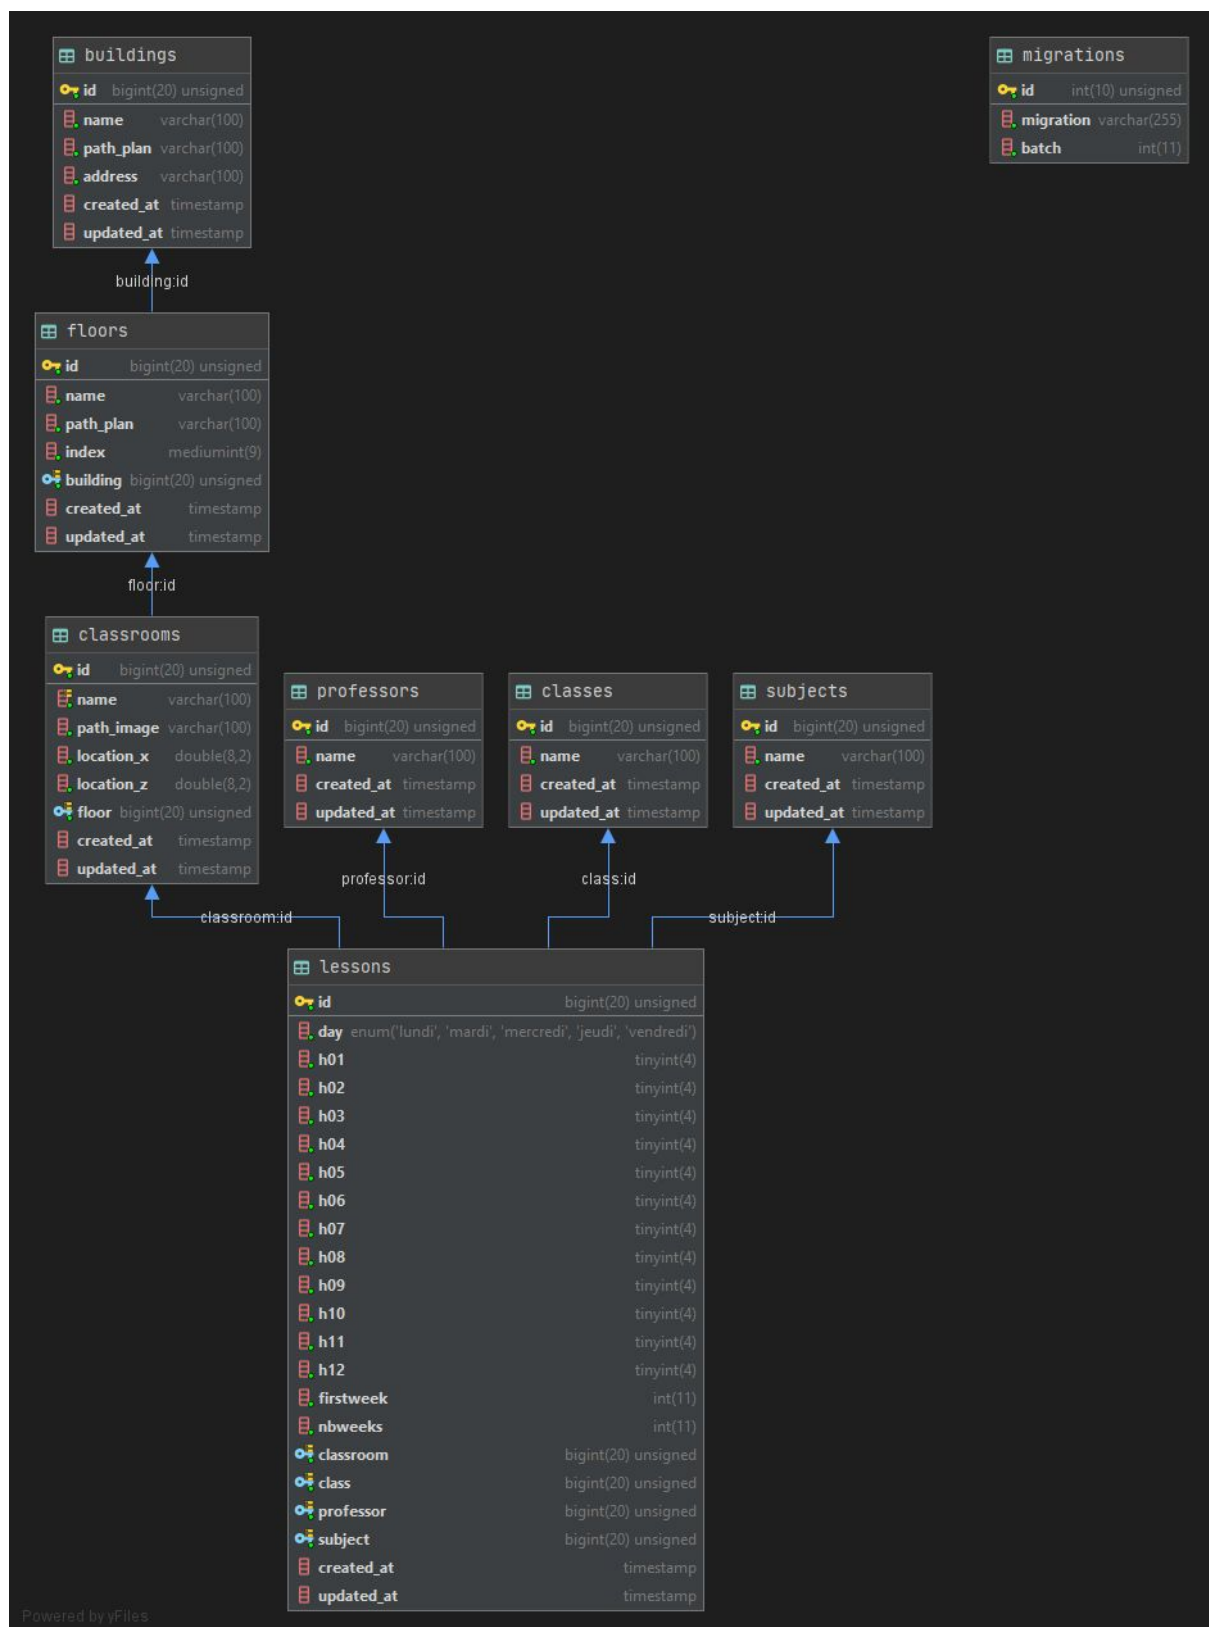 buildings
id bigint(20) unsigned
name varchar(100)
path_plan varchar(100)
address varchar(100)
created_at timestamp
updated_at timestamp
migrations
id int(10) unsigned
migration varchar(255)
batch int(11)
building:id
floors
id bigint(20) unsigned
name varchar(100)
path_plan varchar(100)
index mediumint(9)
building bigint(20) unsigned
created_at timestamp
updated_at timestamp
floor:id
classrooms
id bigint(20) unsigned
name varchar(100)
path_image varchar(100)
location_x double(8,2)
location_z double(8,2)
floor bigint(20) unsigned
created_at timestamp
updated_at timestamp
professors
id bigint(20) unsigned
name varchar(100)
created_at timestamp
updated_at timestamp
classes
id bigint(20) unsigned
name varchar(100)
created_at timestamp
updated_at timestamp
subjects
id bigint(20) unsigned
name varchar(100)
created_at timestamp
updated_at timestamp
professor:id
class:id
classroom:id
subject:id
lessons
id bigint(20) unsigned
day enum('lundi', 'mardi', 'mercredi', 'jeudi', 'vendredi')
h01 tinyint(4)
h02 tinyint(4)
h03 tinyint(4)
h04 tinyint(4)
h05 tinyint(4)
h06 tinyint(4)
h07 tinyint(4)
h08 tinyint(4)
h09 tinyint(4)
h10 tinyint(4)
h11 tinyint(4)
h12 tinyint(4)
firstweek int(11)
nbweeks int(11)
classroom bigint(20) unsigned
class bigint(20) unsigned
professor bigint(20) unsigned
subject bigint(20) unsigned
created_at timestamp
updated_at timestamp
Powered by yFiles